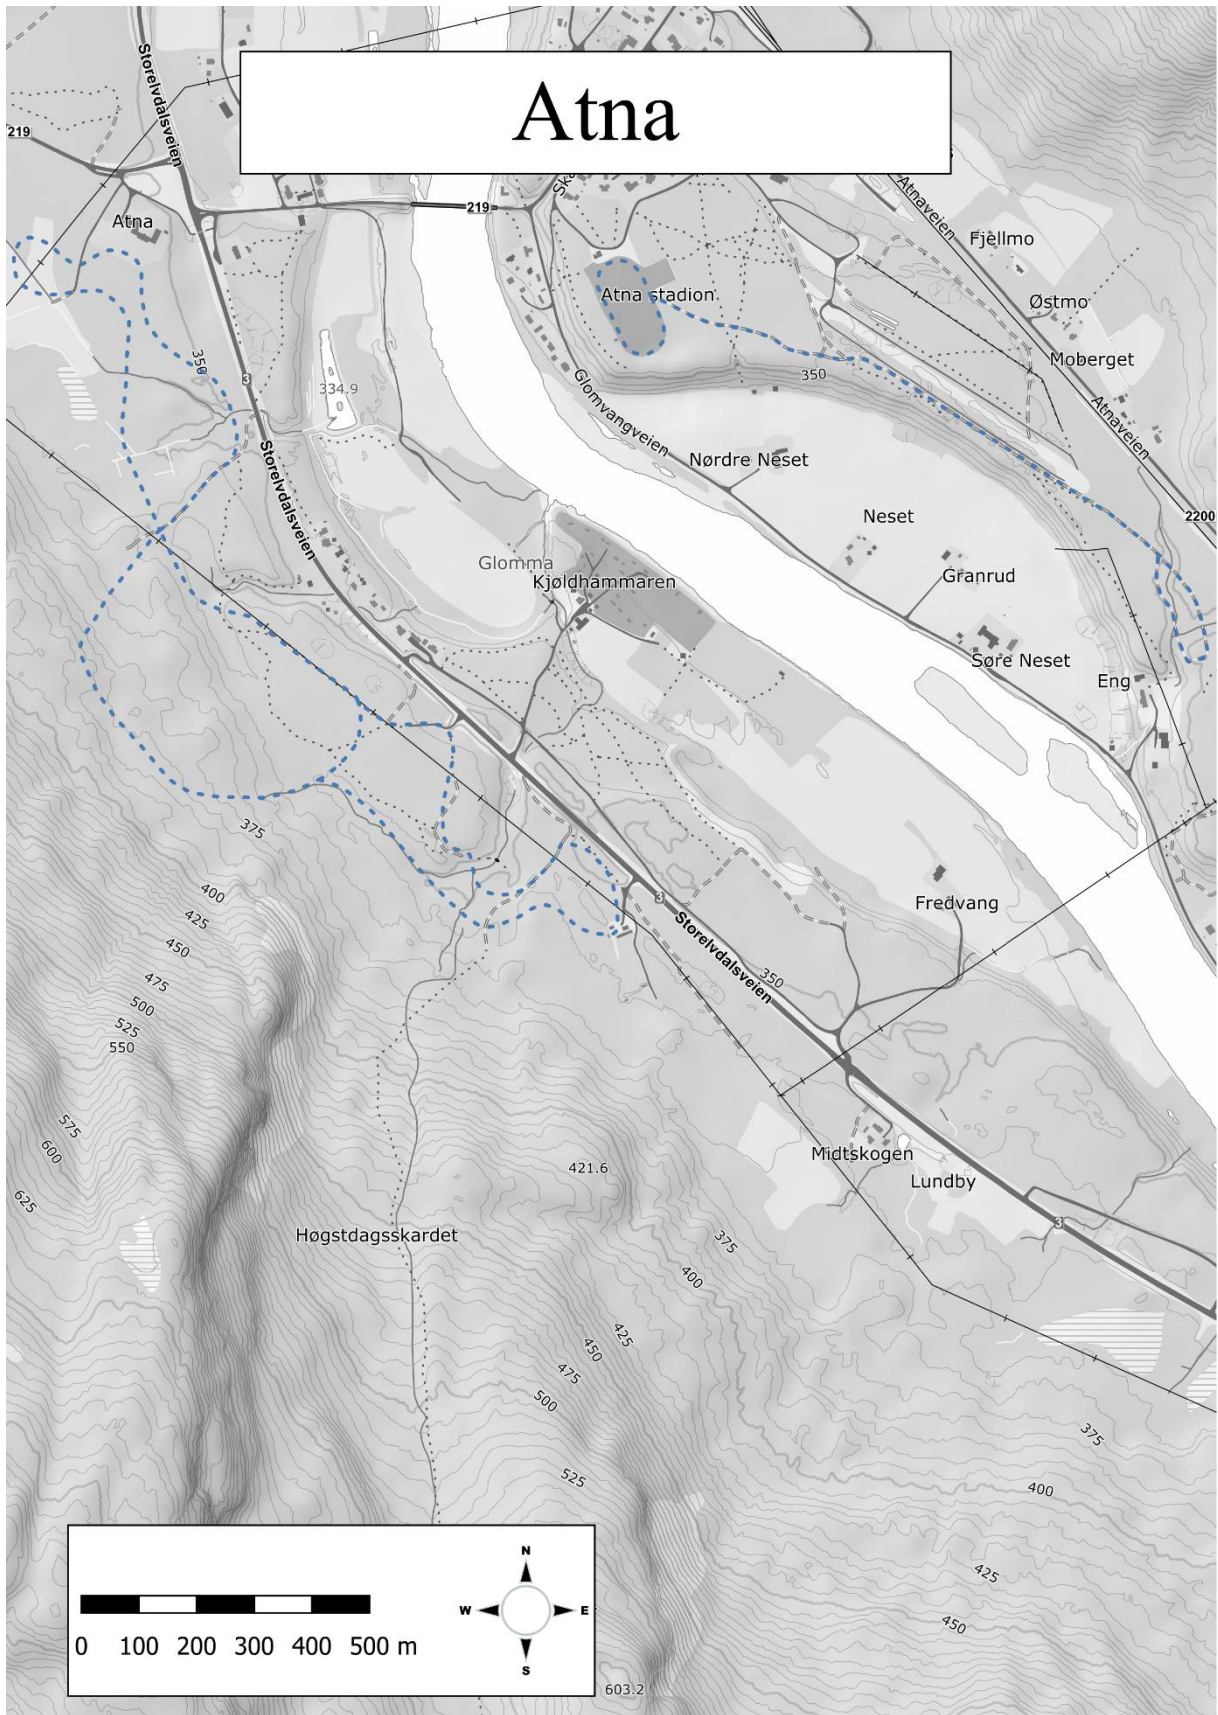 Atna
Storelvdalsveien
219
Atna
219
Ska
Atnaveien
Fjellmo
Atna stadion
Østmo
Moberget
350
334.9
3
350
Glomvangveien
Atnaveien
Storelvdalsveien
Nørdre Neset
Neset
2200
Glomma
Kjøldhammaren
Granrud
Søre Neset
Eng
375
400
425
450
475
500
525
550
575
600
625
3
Fredvang
Storelvdalsveien
350
421.6
Midtskogen
Lundby
Høgstdagsskardet
375
400
3
425
450
475
500
525
375
400
425
450
N
W E
S
0 100 200 300 400 500 m
603.2